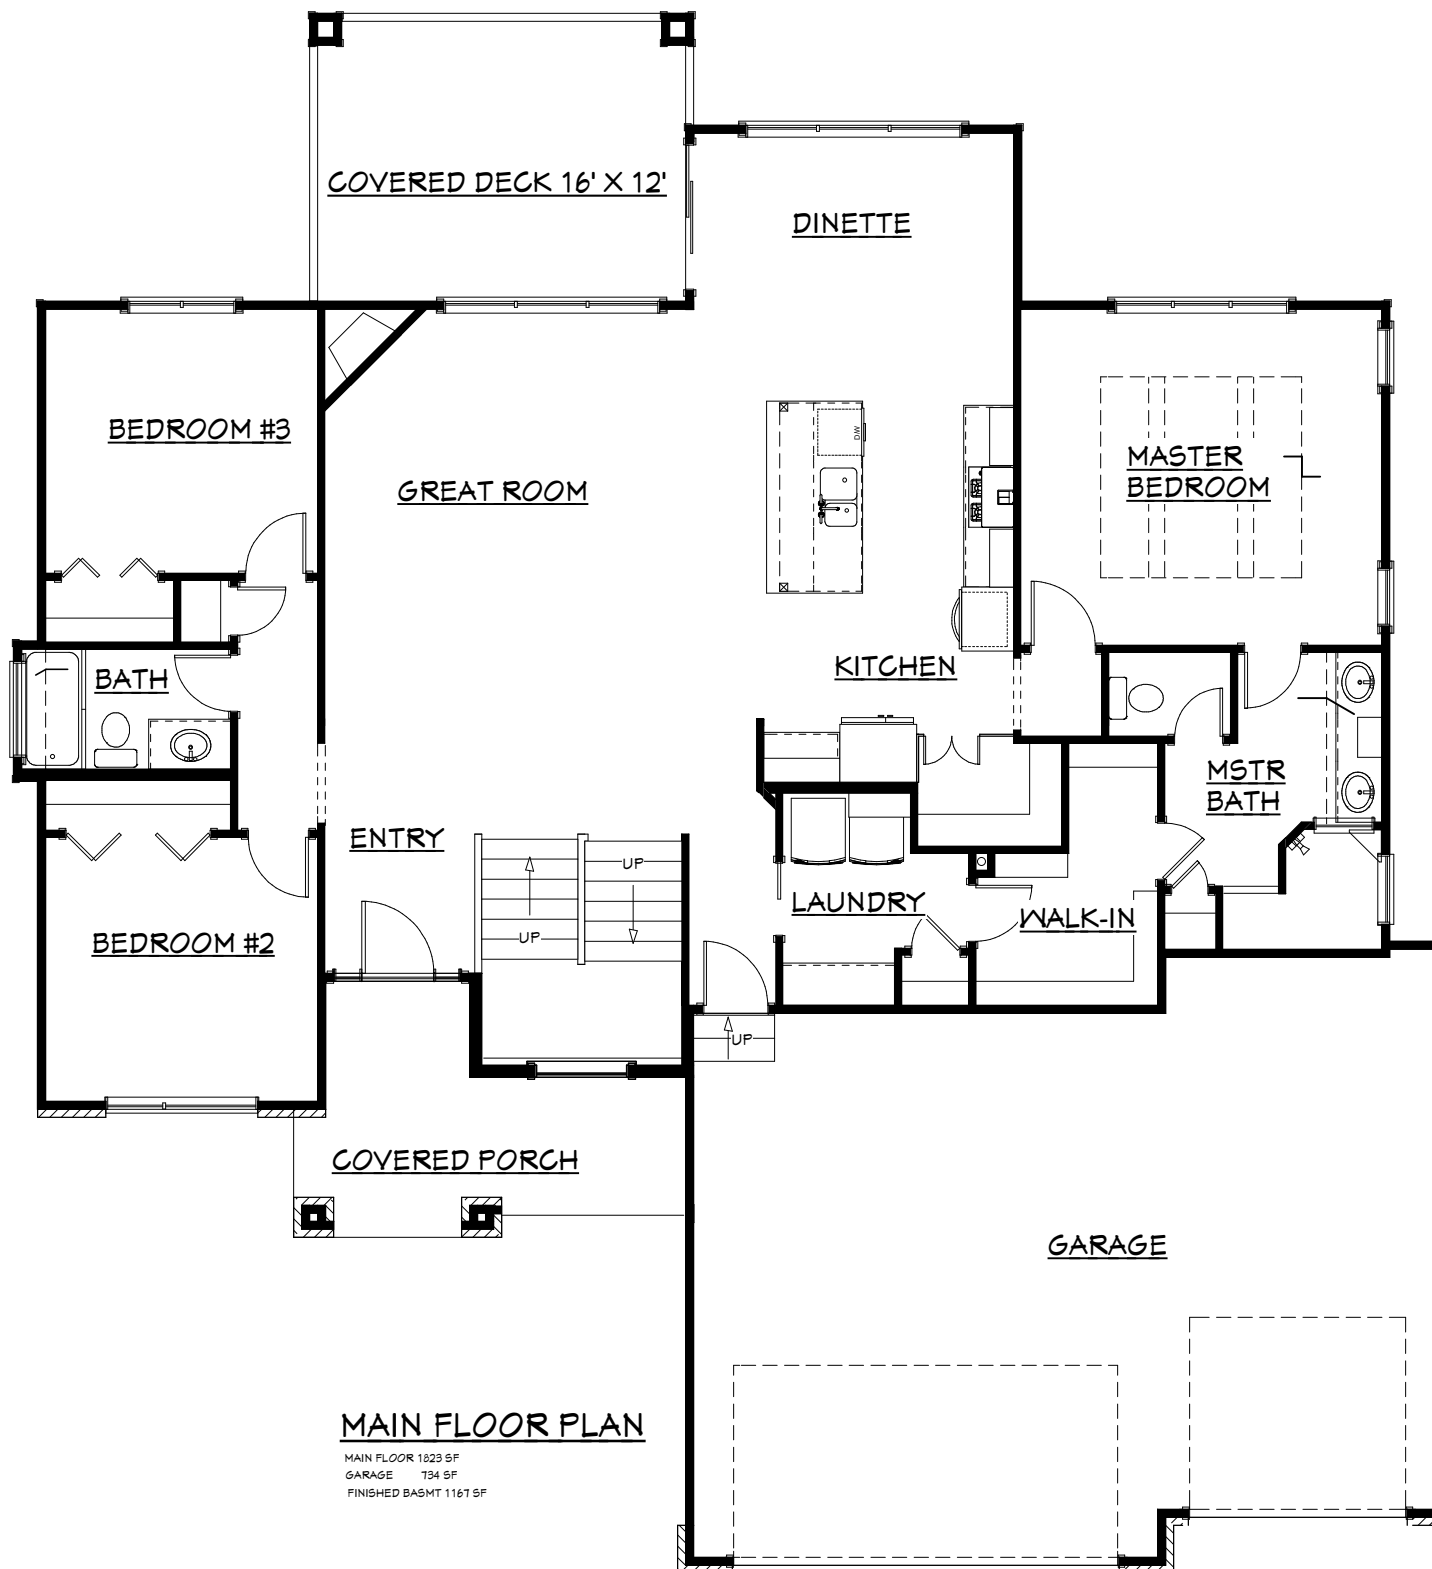 COVERED DECK 16' X 12'
DINETTE
BEDROOM #3
GREAT ROOM
DW
MASTER
BEDROOM
BATH
KITCHEN
MSTR
BATH
ENTRY
UP
UP
LAUNDRY
WALK-IN
BEDROOM #2
UP
COVERED PORCH
GARAGE
MAIN FLOOR PLAN
MAIN FLOOR 1823 SF
GARAGE 734 SF
FINISHED BASMT 1167 SF